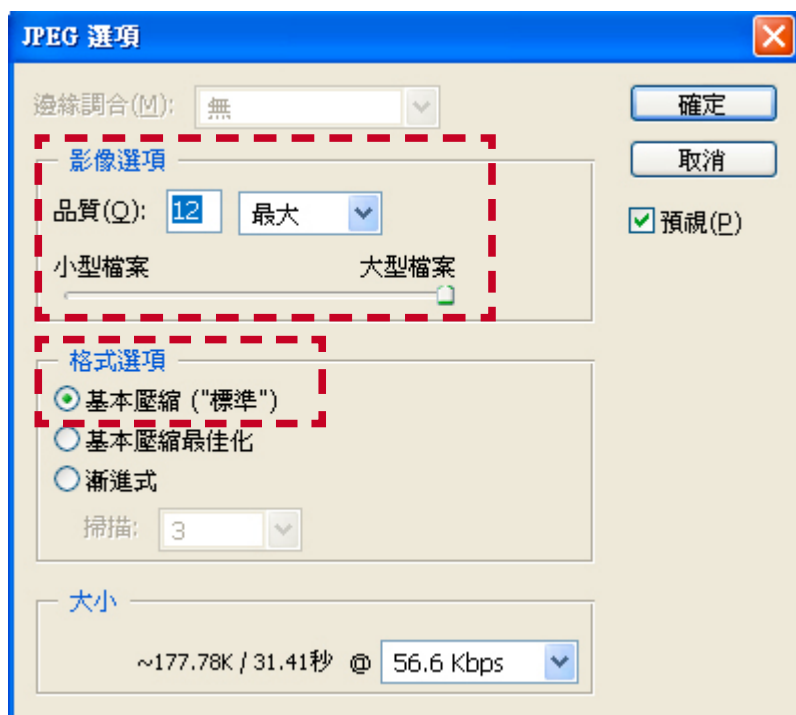 JPEG 選項
邊緣調合(M): 無
確定
影像選項
取消
品質(Q): 12 最大
預視(P)
小型檔案 大型檔案
格式選項
基本壓縮 ("標準")
基本壓縮最佳化
漸進式
掃描: 3
大小
~177.78K / 31.41秒 @ 56.6 Kbps